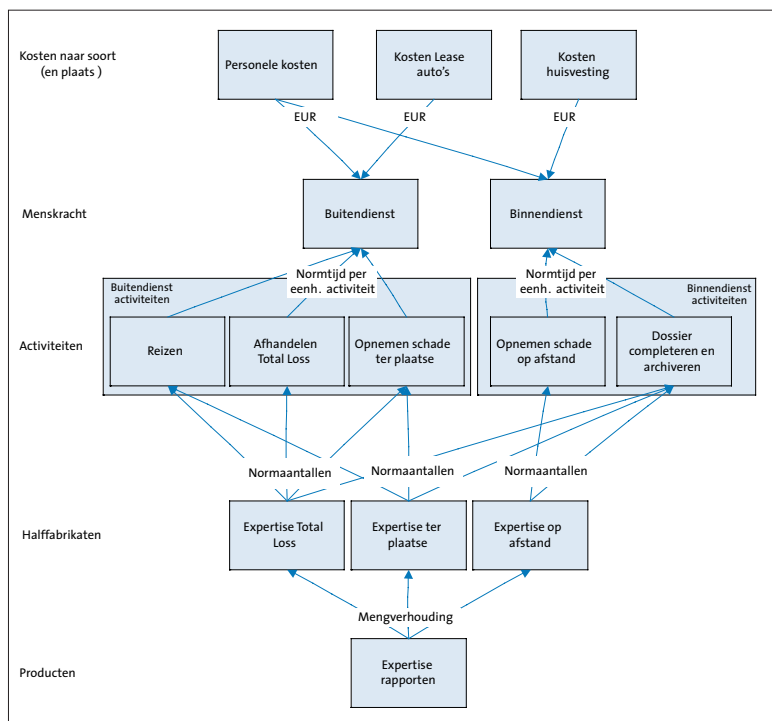 Kosten naar soort
(en plaats )
Personele kosten
Kosten Lease
auto's
Kosten
huisvesting
EUR
EUR
EUR
Menskracht
Buitendienst
Binnendienst
Buitendienst
activiteiten
Normtijd per
eenh. activiteit
Normtijd per
eenh. activiteit
Binnendienst
activiteiten
Activiteiten
Reizen
Afhandelen
Total Loss
Opnemen schade
ter plaatse
Opnemen schade
op afstand
Dossier
completeren en
archiveren
Normaantallen
Normaantallen
Normaantallen
Halffabrikaten
Expertise Total
Loss
Expertise ter
plaatse
Expertise op
afstand
Mengverhouding
Producten
Expertise
rapporten